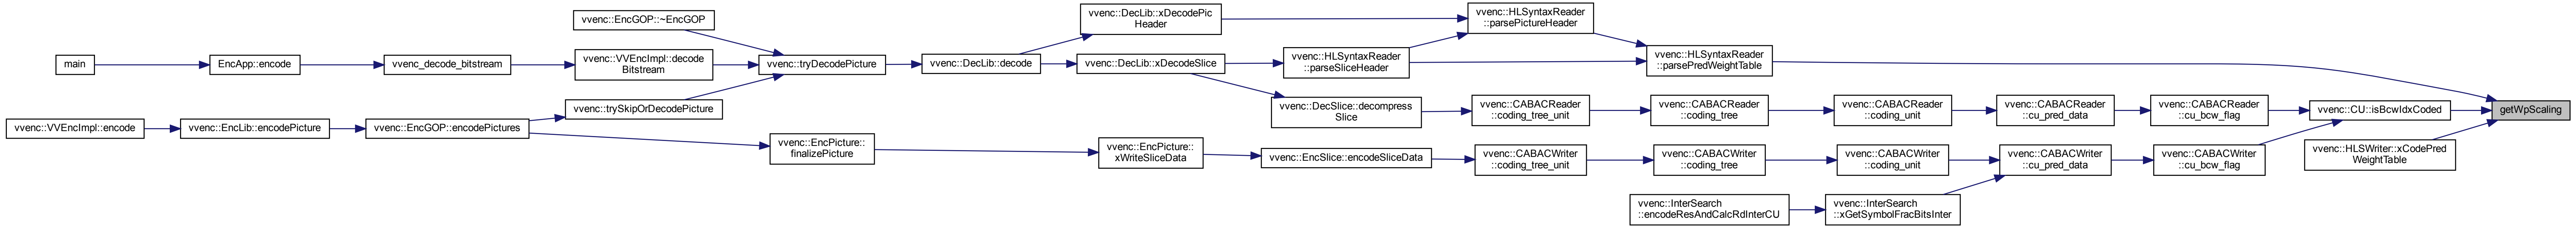 main
EncApp::encode
vvenc_decode_bitstream
vvenc::EncGOP::~EncGOP
vvenc::VVEncImpl::decode
Bitstream
vvenc::tryDecodePicture
vvenc::trySkipOrDecodePicture
vvenc::VVEncImpl::encode
vvenc::EncLib::encodePicture
vvenc::EncGOP::encodePictures
vvenc::EncPicture::
finalizePicture
vvenc::DecLib::decode
vvenc::DecLib::xDecodePic
Header
vvenc::DecLib::xDecodeSlice
vvenc::HLSyntaxReader
::parsePictureHeader
vvenc::HLSyntaxReader
::parseSliceHeader
vvenc::HLSyntaxReader
::parsePredWeightTable
vvenc::DecSlice::decompress
Slice
vvenc::CABACReader
::coding_tree_unit
vvenc::CABACReader
::coding_tree
vvenc::CABACReader
::coding_unit
vvenc::CABACReader
::cu_pred_data
vvenc::CABACReader
::cu_bcw_flag
vvenc::CU::isBcwIdxCoded
getWpScaling
vvenc::EncPicture::
xWriteSliceData
vvenc::EncSlice::encodeSliceData
vvenc::CABACWriter
::coding_tree_unit
vvenc::CABACWriter
::coding_tree
vvenc::CABACWriter
::coding_unit
vvenc::CABACWriter
::cu_pred_data
vvenc::CABACWriter
::cu_bcw_flag
vvenc::HLSWriter::xCodePred
WeightTable
vvenc::InterSearch
::encodeResAndCalcRdInterCU
vvenc::InterSearch
::xGetSymbolFracBitsInter